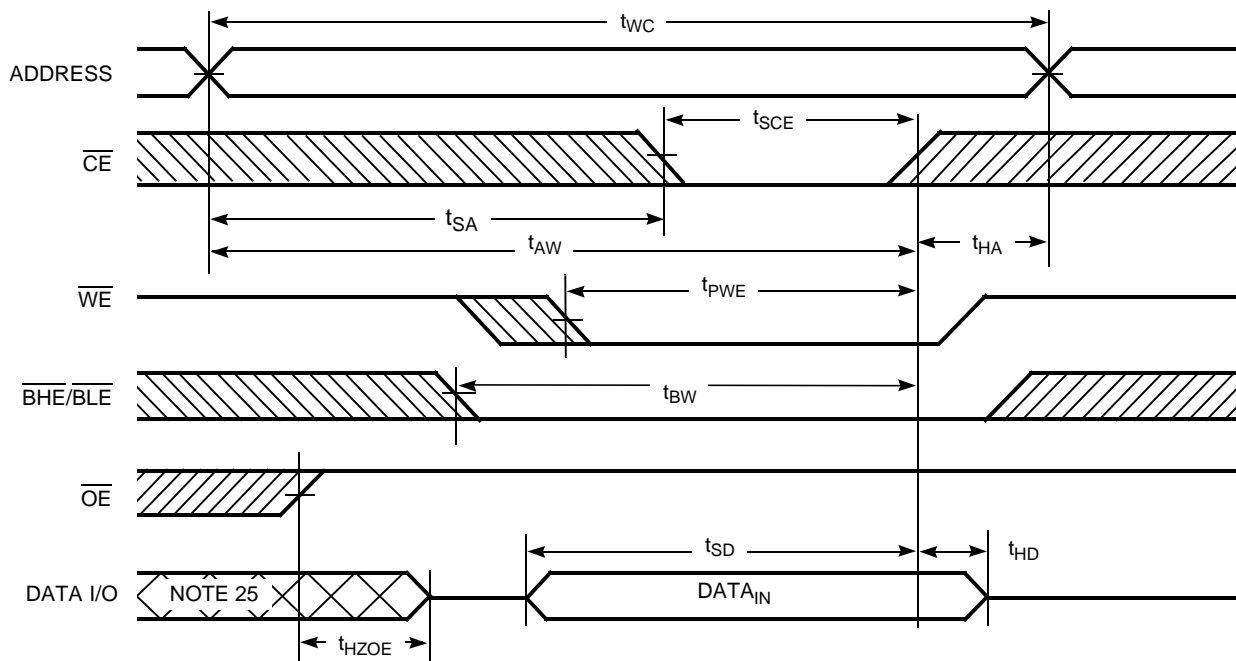 tWC
ADDRESS
tSCE
CE
tSA
tAW
tHA
WE
tPWE
BHE/BLE
tBW
OE
tSD
tHD
DATA I/O
NOTE 25
DATAIN
tHZOE